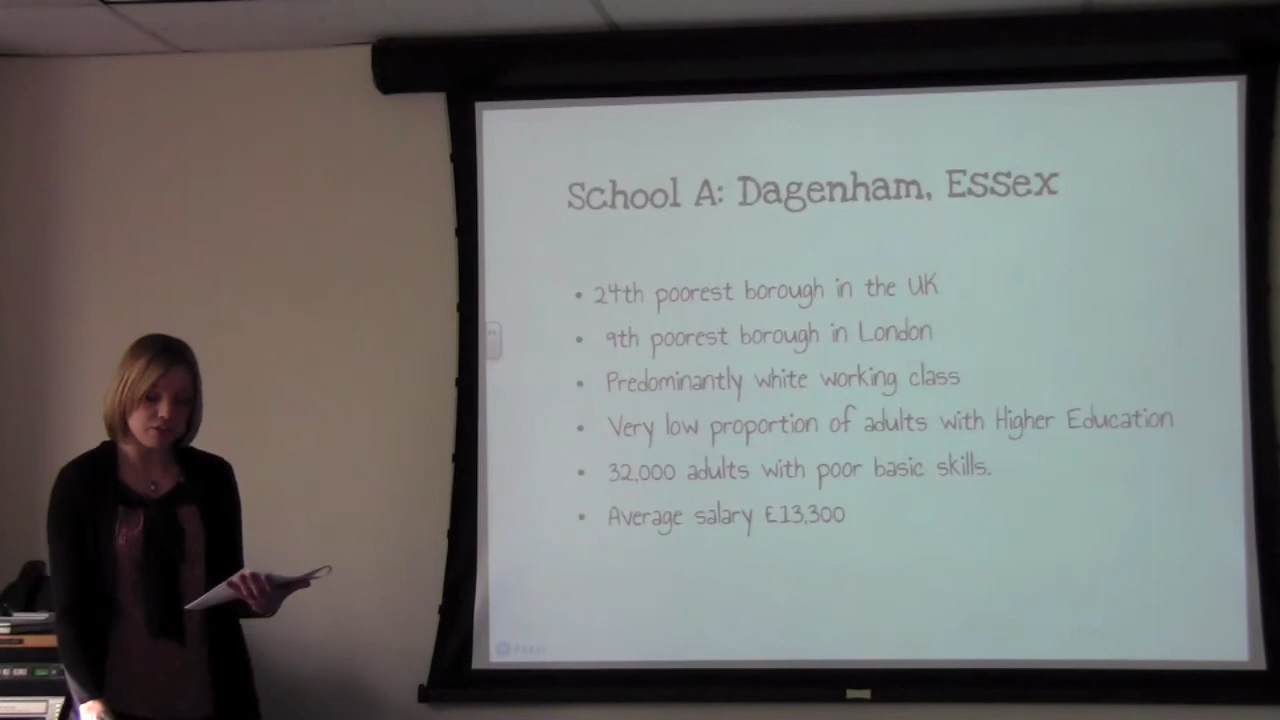 School A: Dagenham, Essex
• 24th poorest borough in the UK
• 9th poorest borough in London
• Predominantly white working class
• Very low proportion of adults with Higher Education
• 32,000 adults with poor basic skills.
• Average salary £13,300